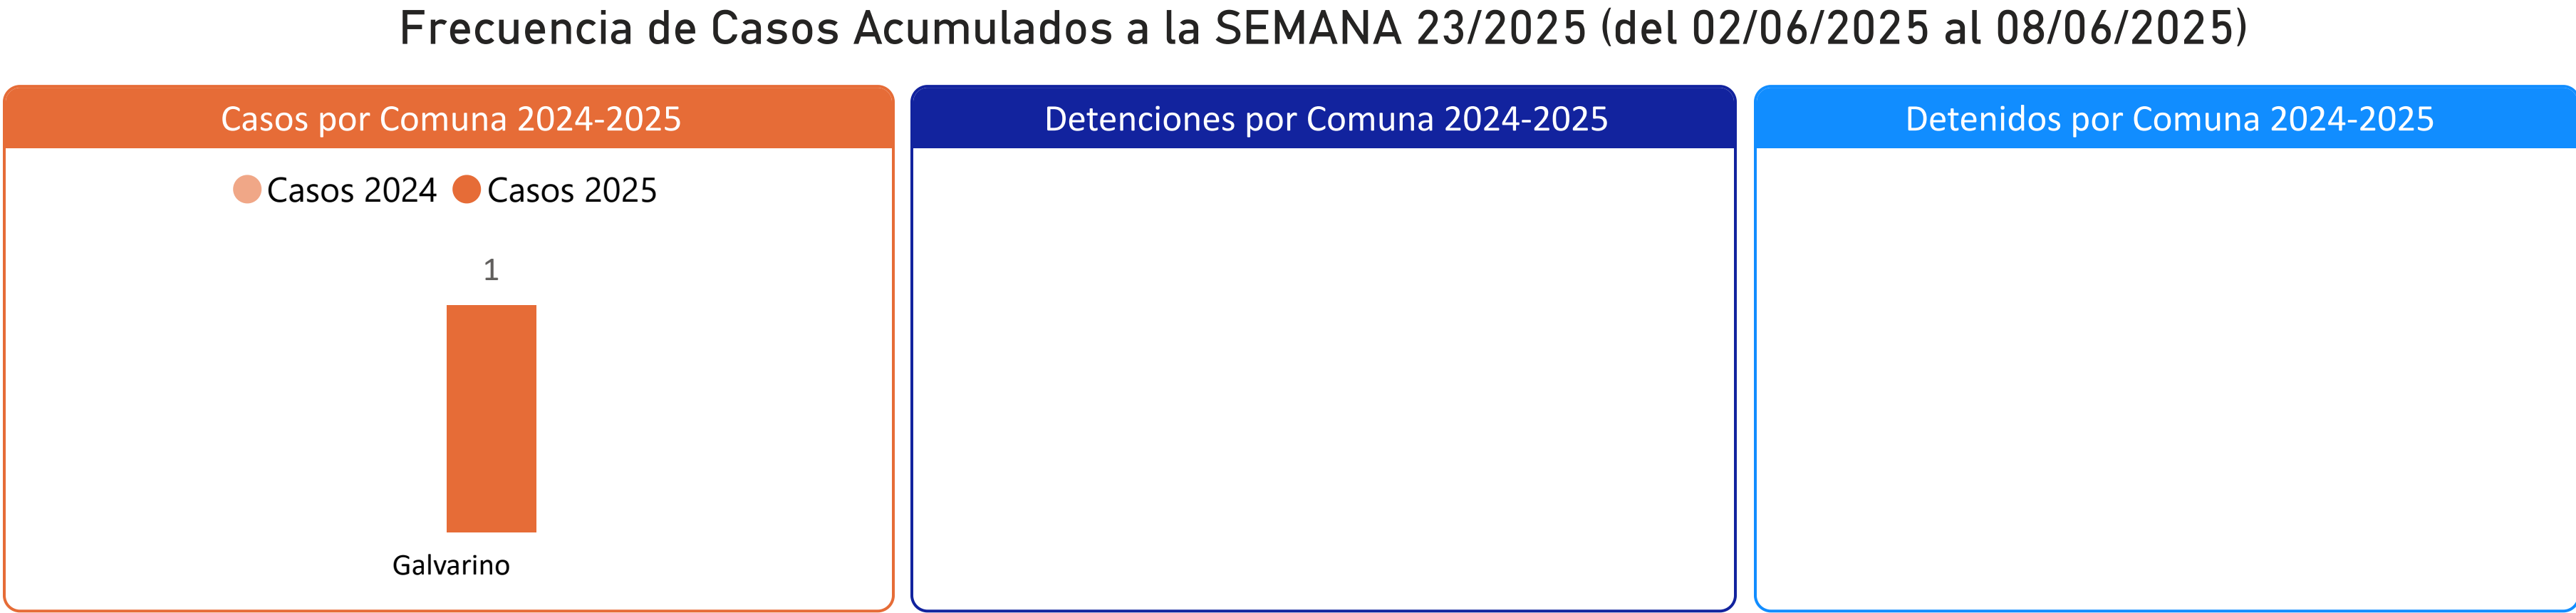 Frecuencia de Casos Acumulados a la SEMANA 23/2025 (del 02/06/2025 al 08/06/2025)
Casos por Comuna 2024-2025
Casos 2024 Casos 2025
1
Galvarino
Detenciones por Comuna 2024-2025
Detenidos por Comuna 2024-2025